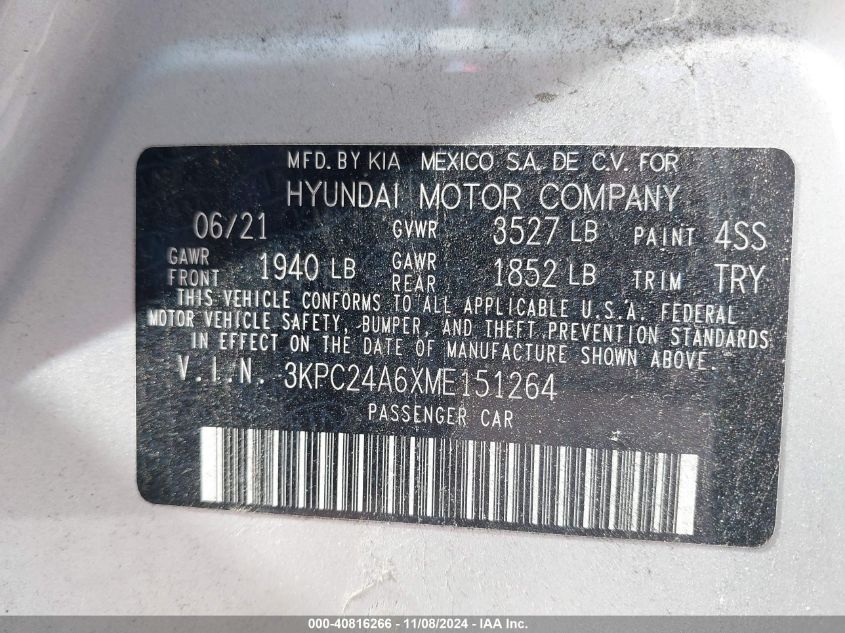 MFD. BY KIA MEXICO S.A. DE C.V. FOR
HYUNDAI MOTOR COMPANY
06/21 GVWR 3527 LB PAINT 4SS
GAWR FRONT 1940 LB GAWR REAR 1852 LB TRIM TRY
THIS VEHICLE CONFORMS TO ALL APPLICABLE U.S.A. FEDERAL
MOTOR VEHICLE SAFETY, BUMPER, AND THEFT PREVENTION STANDARDS
IN EFFECT ON THE DATE OF MANUFACTURE SHOWN ABOVE.
V.I.N. 3KPC24A6XME151264
PASSENGER CAR
000-40816266 - 11/08/2024 - IAA Inc.